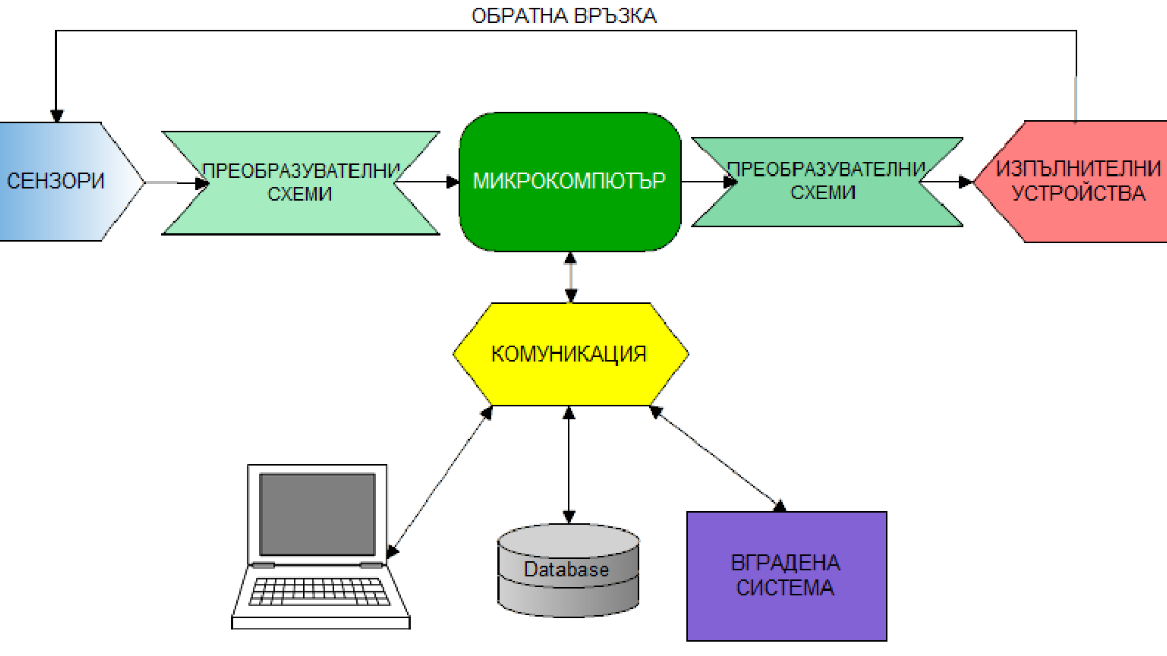 ОБРАТНА ВРЪЗКА
СЕНЗОРИ
ПРЕОБРАЗУВАТЕЛНИ
СХЕМИ
МИКРОКОМПЮТЪР
ПРЕОБРАЗУВАТЕЛНИ
СХЕМИ
ИЗПЪЛНИТЕЛНИ
УСТРОЙСТВА
КОМУНИКАЦИЯ
Database
ВГРАДЕНА
СИСТЕМА